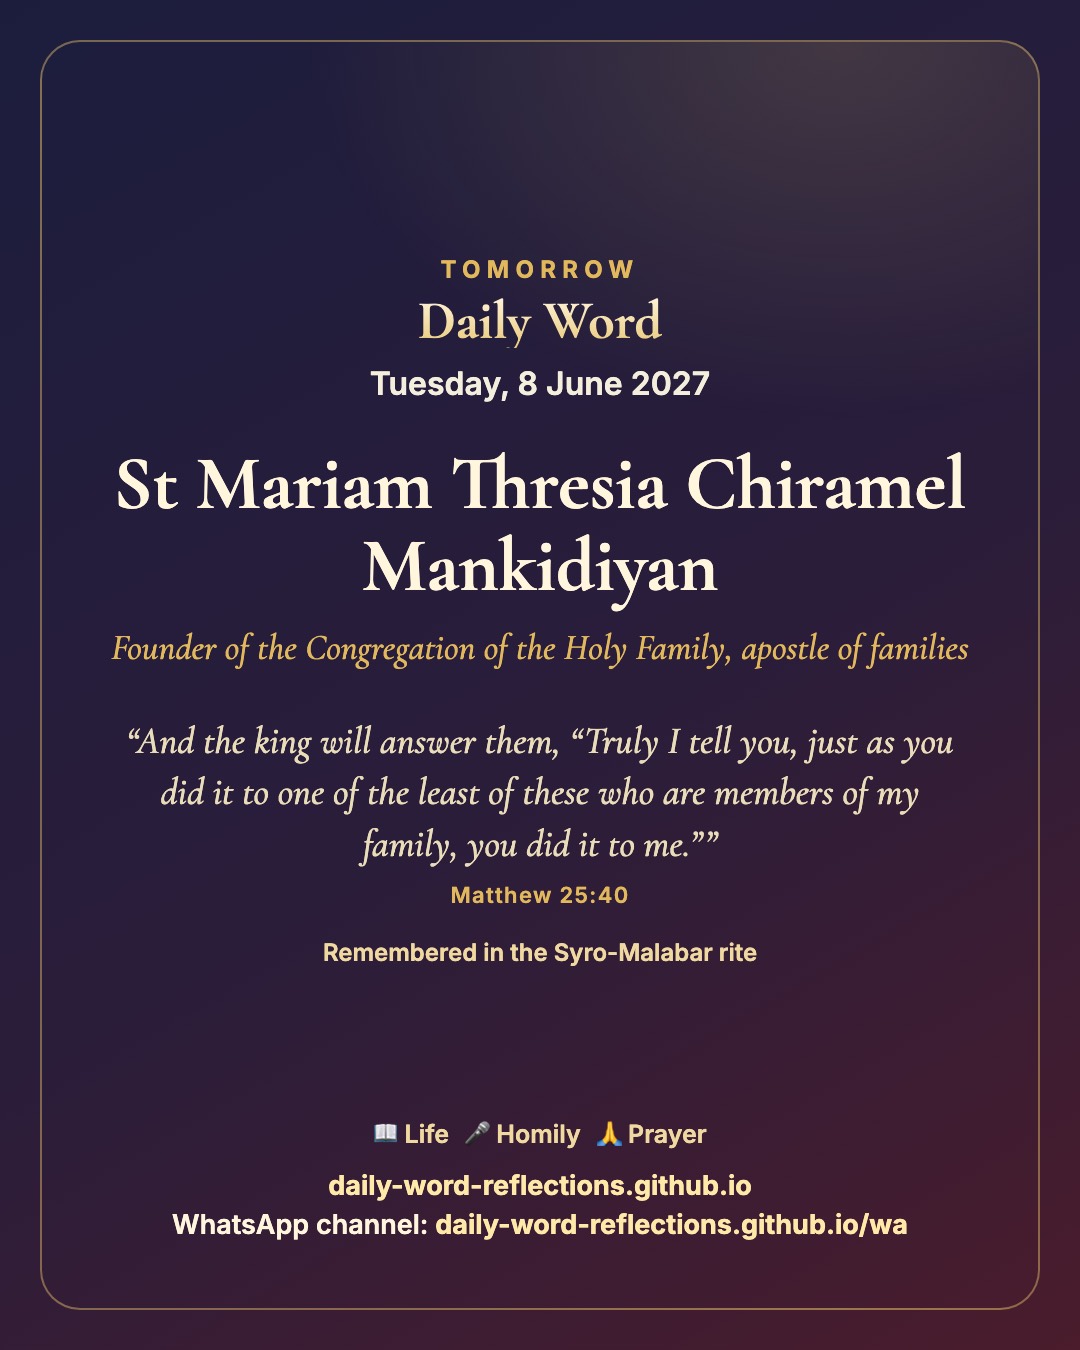 TOMORROW
Daily Word
Tuesday, 8 June 2027
St Mariam Thresia Chiramel
Mankidiyan
Founder of the Congregation of the Holy Family, apostle of families
“And the king will answer them, “Truly I tell you, just as you
did it to one of the least of these who are members of my
family, you did it to me.””
Matthew 25:40
Remembered in the Syro-Malabar rite
📖 Life 🎤 Homily 🙏 Prayer
daily-word-reflections.github.io
WhatsApp channel: daily-word-reflections.github.io/wa